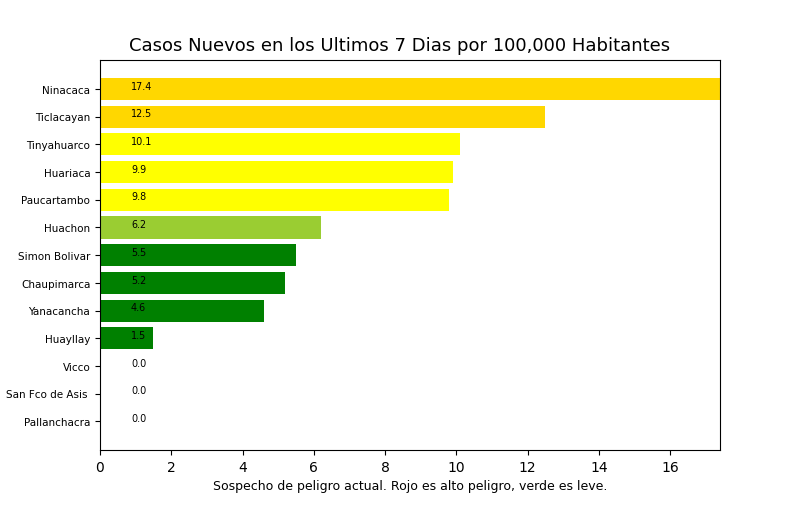 Casos Nuevos en los Ultimos 7 Dias por 100,000 Habitantes
Ninacaca 17.4
Ticlacayan 12.5
Tinyahuarco 10.1
Huariaca 9.9
Paucartambo 9.8
Huachon 6.2
Simon Bolivar 5.5
Chaupimarca 5.2
Yanacancha 4.6
Huayllay 1.5
Vicco 0.0
San Fco de Asis 0.0
Pallanchacra 0.0
0 2 4 6 8 10 12 14 16
Sospecho de peligro actual. Rojo es alto peligro, verde es leve.